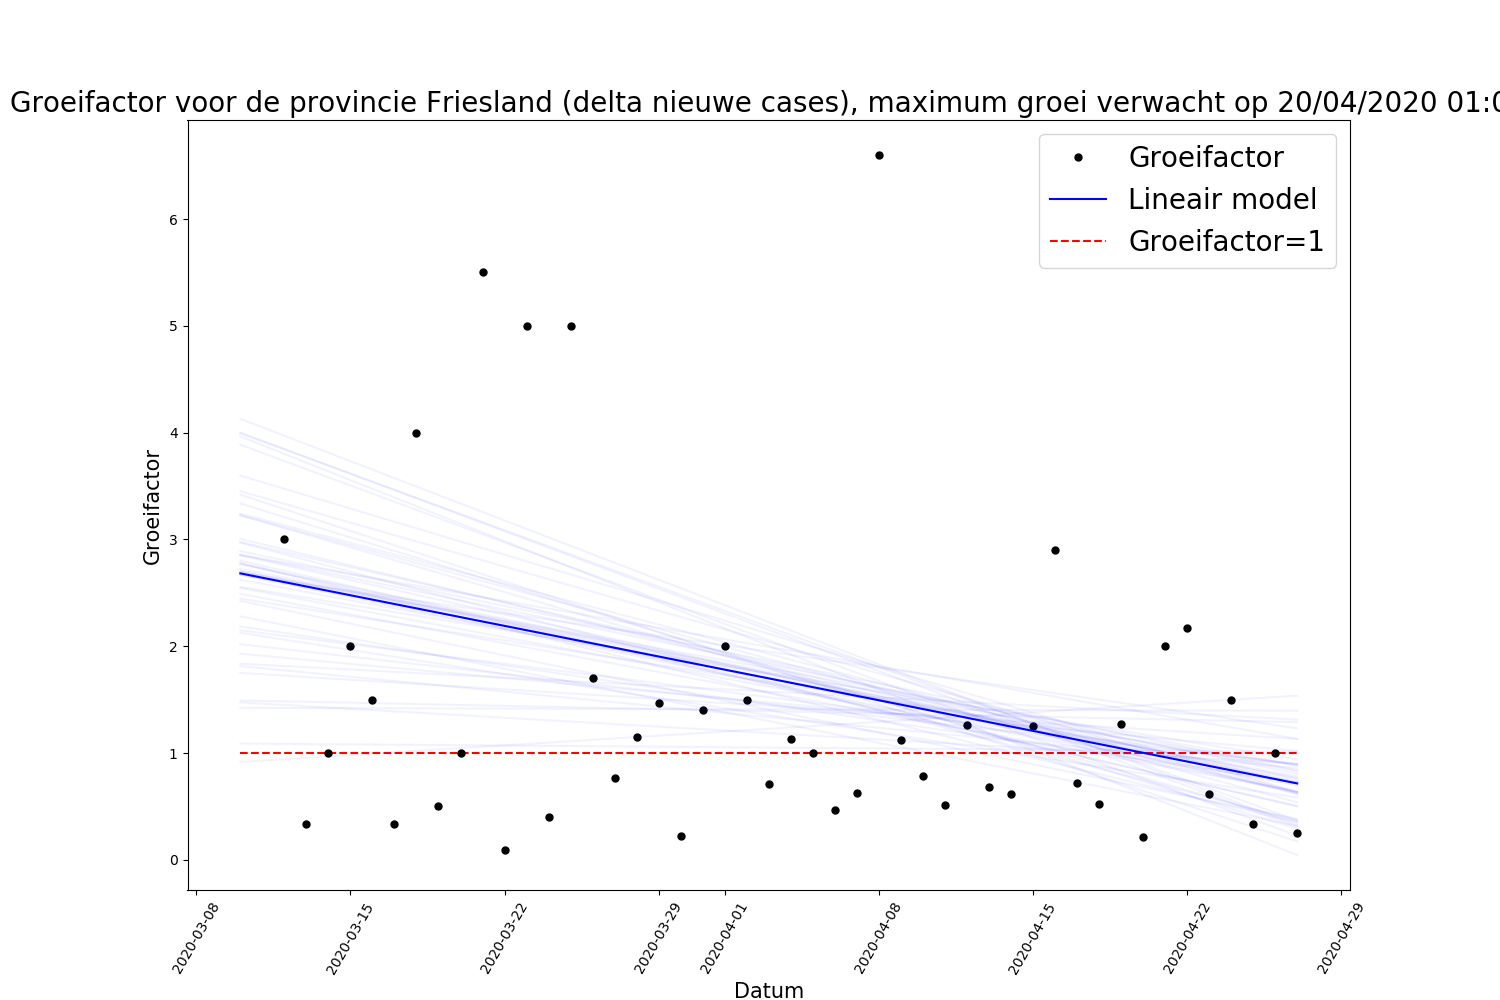 Groeifactor voor de provincie Friesland (delta nieuwe cases), maximum groei verwacht op 20/04/2020 01:0
Groeifactor
Lineair model
Groeifactor=1
Groeifactor
6
5
4
3
2
1
0
2020-03-08
2020-03-15
2020-03-22
2020-03-29
2020-04-01
2020-04-08
2020-04-15
2020-04-22
2020-04-29
Datum